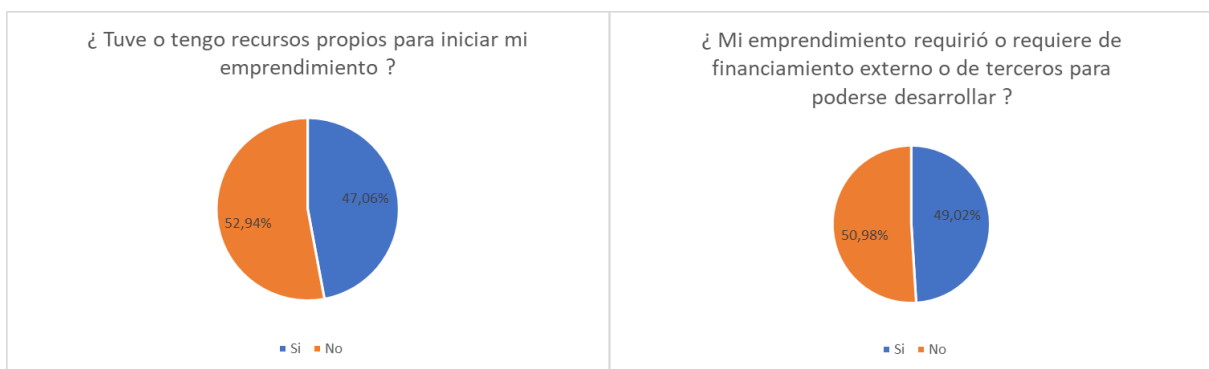 ¿ Tuve o tengo recursos propios para iniciar mi
emprendimiento ?
47,06%
52,94%
Si No
¿ Mi emprendimiento requirió o requiere de
financiamiento externo o de terceros para
poderse desarrollar ?
49,02%
50,98%
Si No